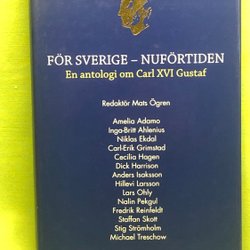 FÖR SVERIGE – NUFÖRTIDEN
En antologi om Carl XVI Gustaf
Redaktör Mats Ögren
Amelia Adamo
Inga-Britt Ahlenius
Niklas Ekdal
Carl-Erik Grimstad
Cecilia Hagen
Dick Harrison
Anders Isaksson
Hillevi Larsson
Lars Ohly
Nalin Pekgul
Fredrik Reinfeldt
Staffan Skott
Stig Strömholm
Michael Treschow